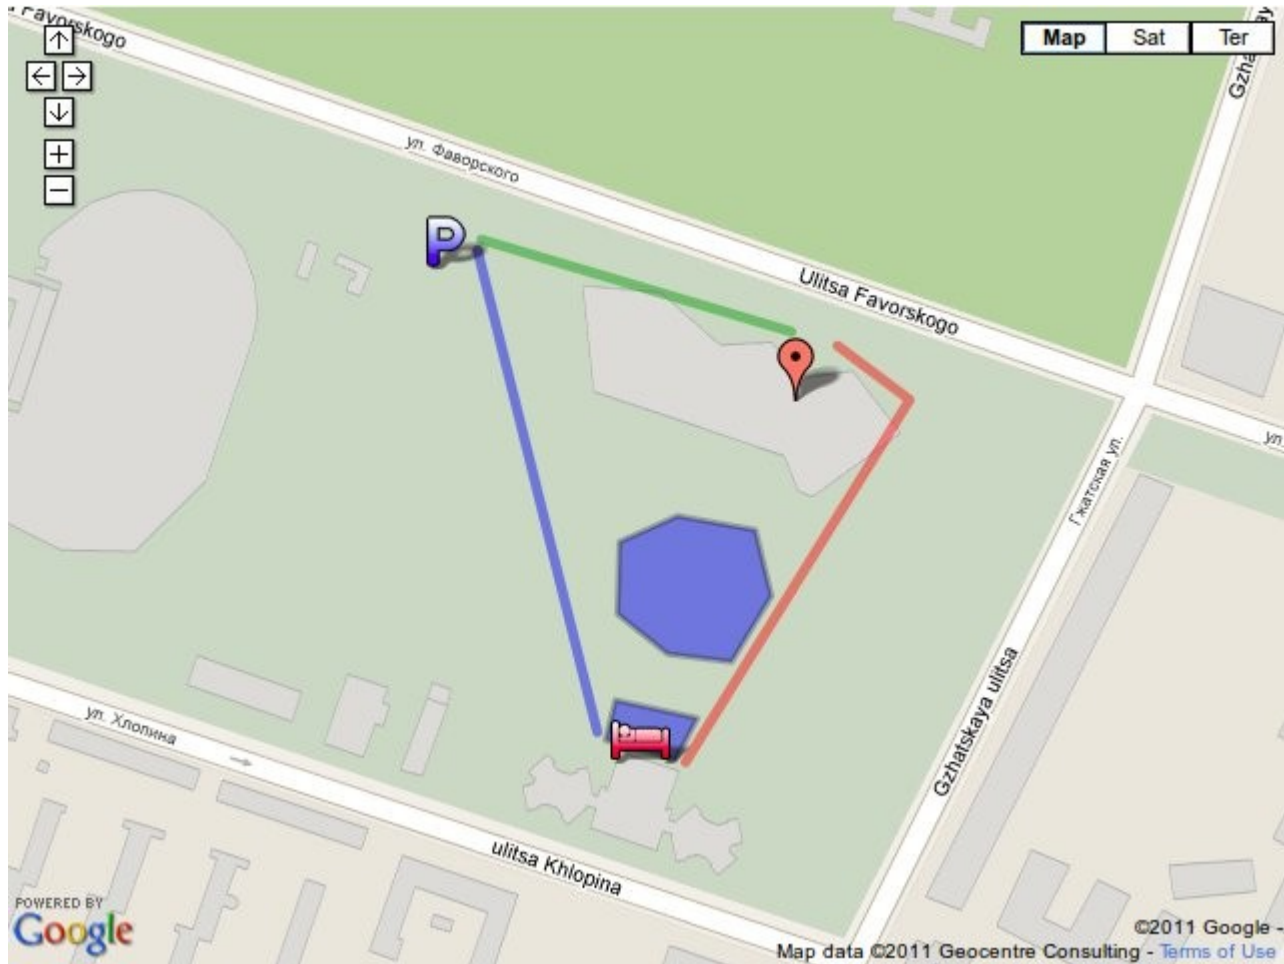 Favorskogo
Map
Sat
Ter
ул. Фаворского
P
Ulitsa Favorskogo
ул.
Гжатская ул.
Gzhatskaya ulitsa
ул. Хлопина
ulitsa Khlopina
POWERED BY
Google
©2011 Google -
Map data ©2011 Geocentre Consulting - Terms of Use